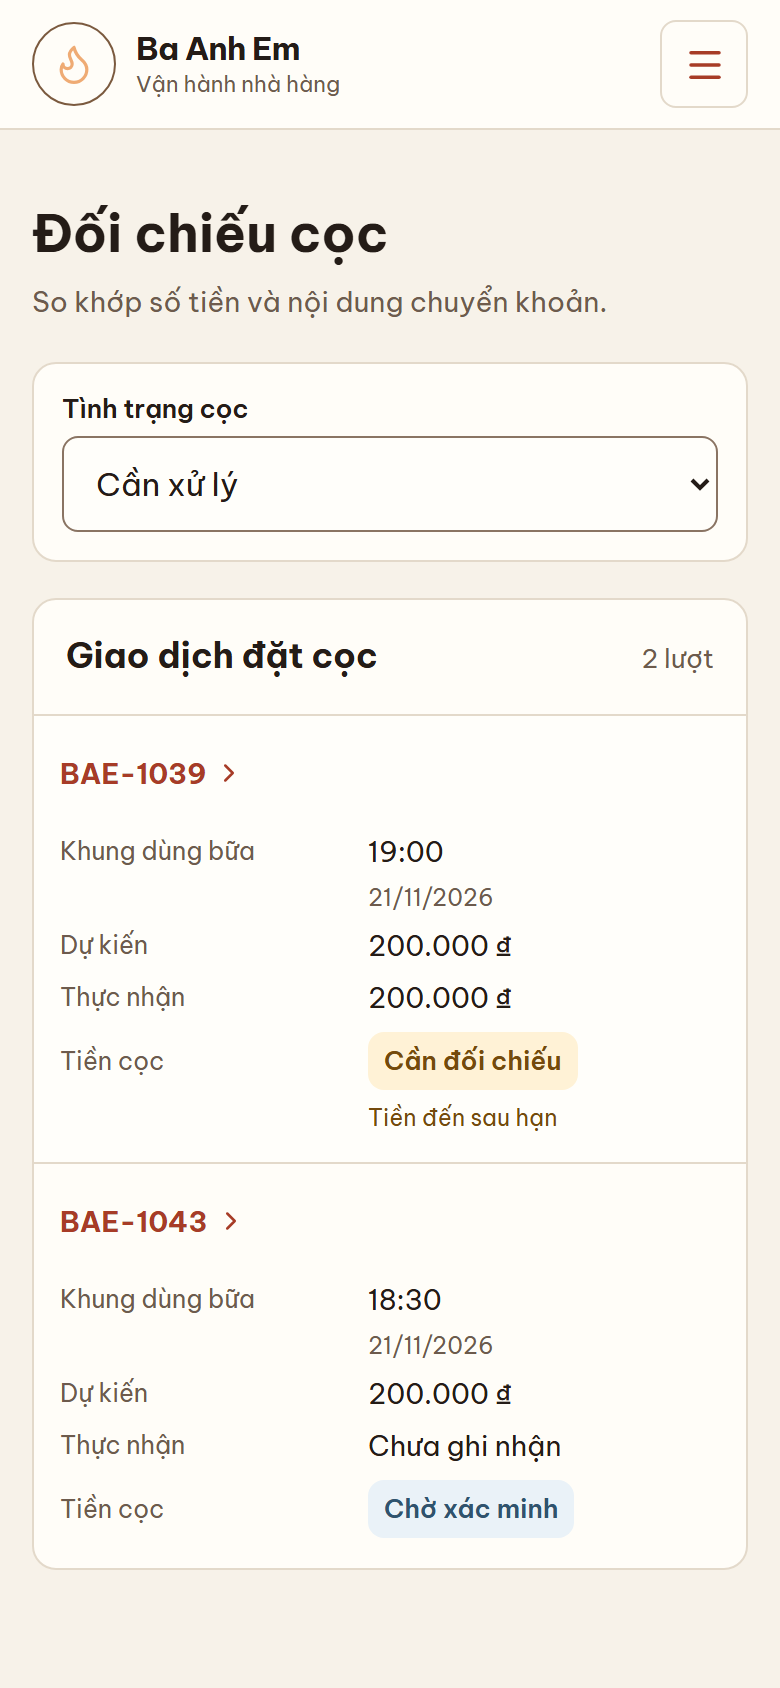 Ba Anh Em
Vận hành nhà hàng
Đối chiếu cọc
So khớp số tiền và nội dung chuyển khoản.
Tình trạng cọc
Cần xử lý
Giao dịch đặt cọc
2 lượt
BAE-1039
Khung dùng bữa
19:00
21/11/2026
Dự kiến
200.000 ₫
Thực nhận
200.000 ₫
Tiền cọc
Cần đối chiếu
Tiền đến sau hạn
BAE-1043
Khung dùng bữa
18:30
21/11/2026
Dự kiến
200.000 ₫
Thực nhận
Chưa ghi nhận
Tiền cọc
Chờ xác minh